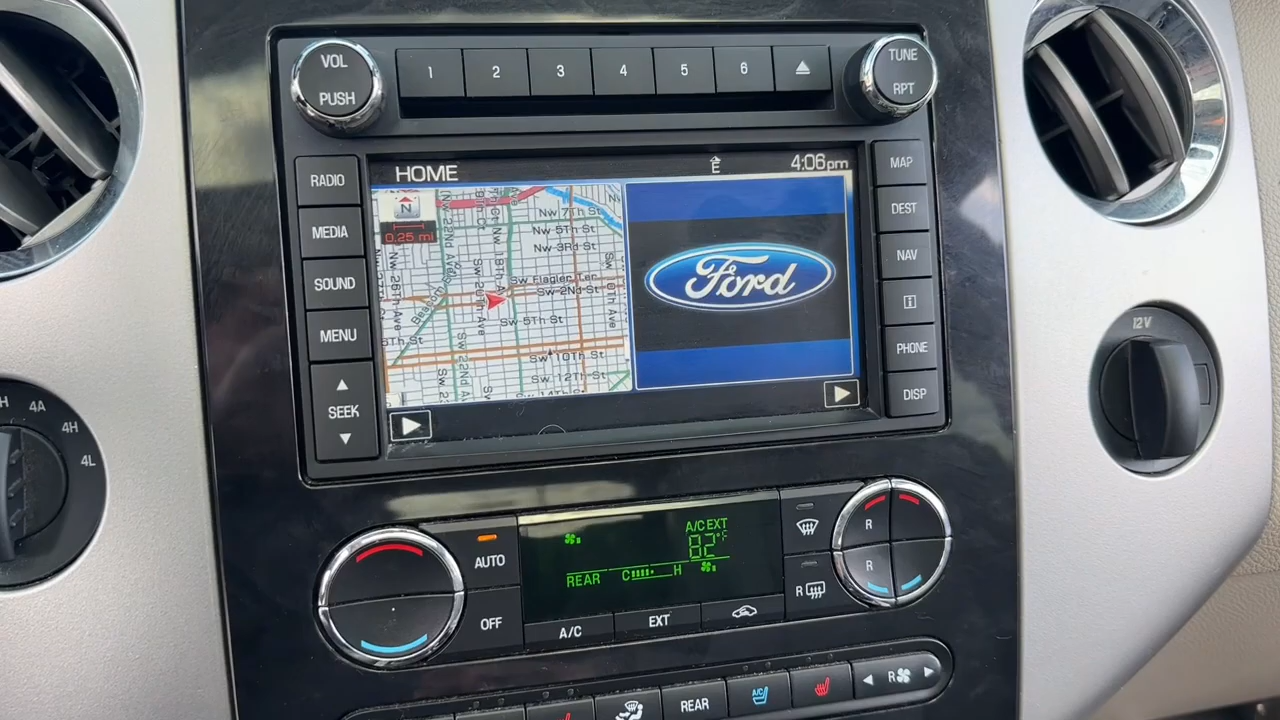 VOL
PUSH
1 2 3 4 5 6
TUNE
RPT
RADIO
MEDIA
SOUND
MENU
SEEK
MAP
DEST
NAV
i
PHONE
DISP
HOME
E
4:06pm
N
0.25 mi
Nw 7Th St
Nw 5Th St
Nw 3Rd St
Sw Flagler Ter
Sw 2Nd St
Sw 5Th St
Sw 10Th St
Sw 12Th St
Ford
4A
4H
4L
12V
AUTO
OFF
A/C EXT
82°F
REAR C H
A/C
EXT
R
R
R
REAR
A/C
R